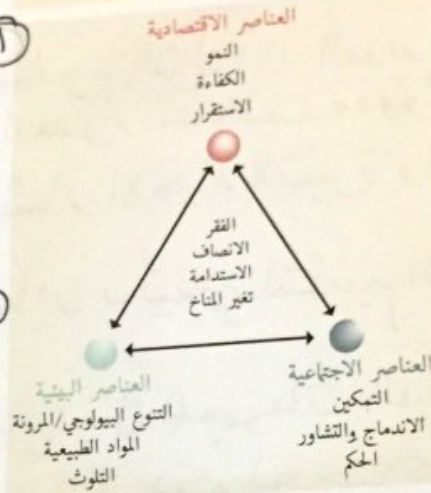 العناصر الاقتصادية
النمو
الكفاءة
الاستقرار
الفقر
الانصاف
الاستدامة
تغير المناخ
العناصر الاجتماعية
التمكين
الاندماج والتشاور
الحكم
العناصر البيئية
التنوع البيولوجي/المرونة
المواد الطبيعية
التلوث